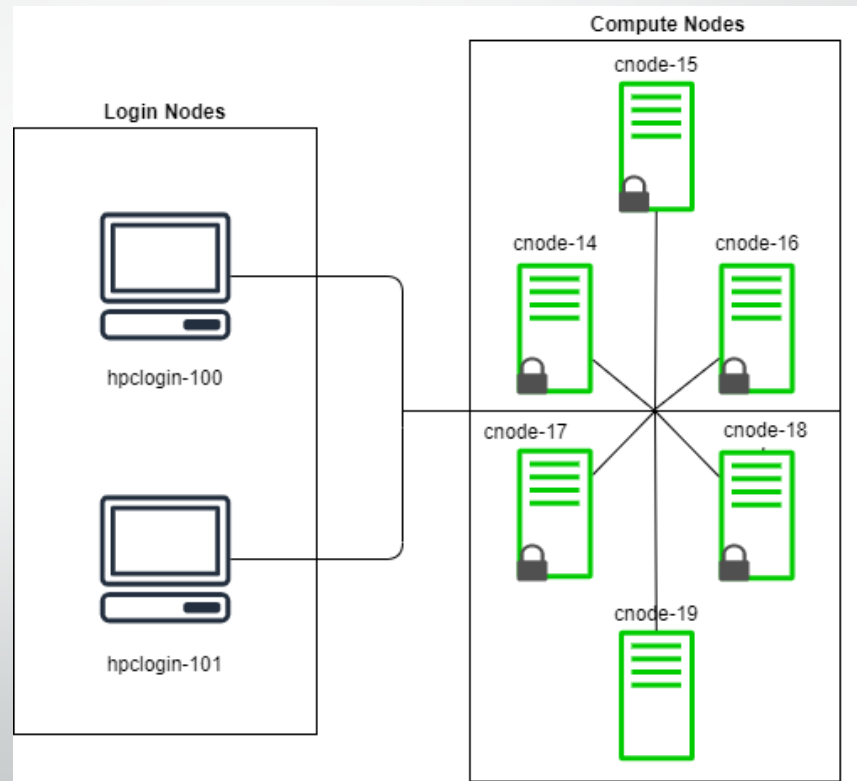 Compute Nodes
cnode-15
Login Nodes
cnode-14
cnode-16
hpclogin-100
cnode-17
cnode-18
cnode-19
hpclogin-101